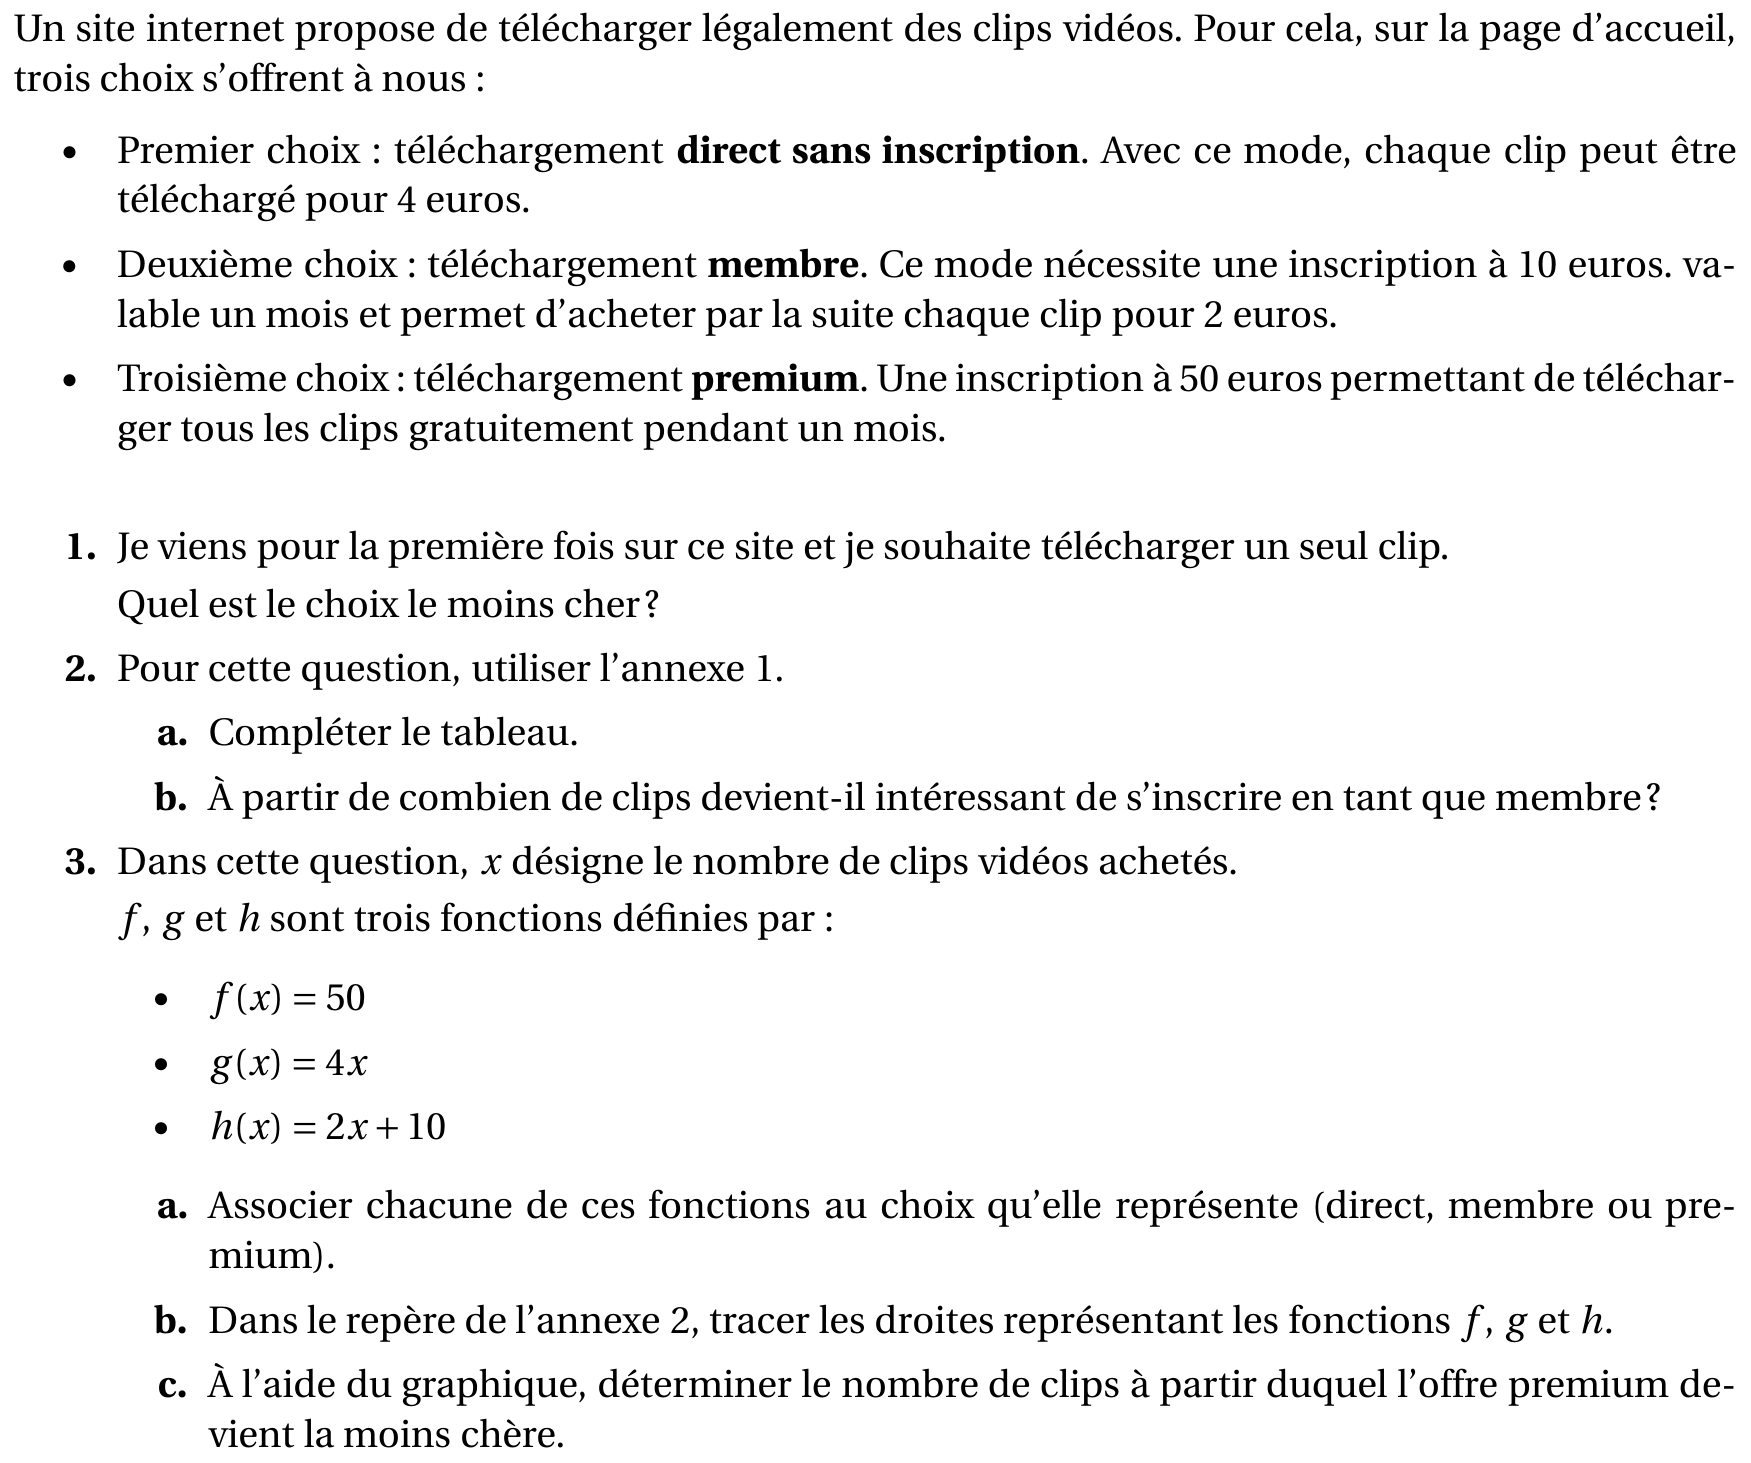 Un site internet propose de télécharger légalement des clips vidéos. Pour cela, sur la page d’accueil,
trois choix s’offrent à nous :
• Premier choix : téléchargement direct sans inscription. Avec ce mode, chaque clip peut être
téléchargé pour 4 euros.
• Deuxième choix : téléchargement membre. Ce mode nécessite une inscription à 10 euros. va-
lable un mois et permet d’acheter par la suite chaque clip pour 2 euros.
• Troisième choix : téléchargement premium. Une inscription à 50 euros permettant de téléchar-
ger tous les clips gratuitement pendant un mois.
1. Je viens pour la première fois sur ce site et je souhaite télécharger un seul clip.
Quel est le choix le moins cher ?
2. Pour cette question, utiliser l’annexe 1.
a. Compléter le tableau.
b. À partir de combien de clips devient-il intéressant de s’inscrire en tant que membre ?
3. Dans cette question, x désigne le nombre de clips vidéos achetés.
f, g et h sont trois fonctions définies par :
• f(x) = 50
• g(x) = 4x
• h(x) = 2x + 10
a. Associer chacune de ces fonctions au choix qu’elle représente (direct, membre ou pre-
mium).
b. Dans le repère de l’annexe 2, tracer les droites représentant les fonctions f, g et h.
c. À l’aide du graphique, déterminer le nombre de clips à partir duquel l’offre premium de-
vient la moins chère.